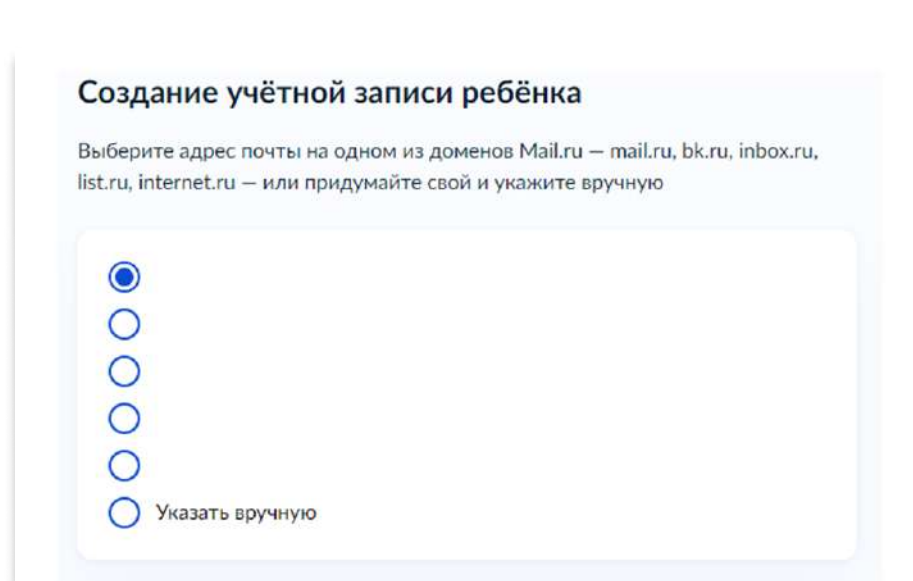 Создание учётной записи ребёнка
Выберите адрес почты на одном из доменов Mail.ru — mail.ru, bk.ru, inbox.ru,
list.ru, internet.ru — или придумайте свой и укажите вручную
Указать вручную